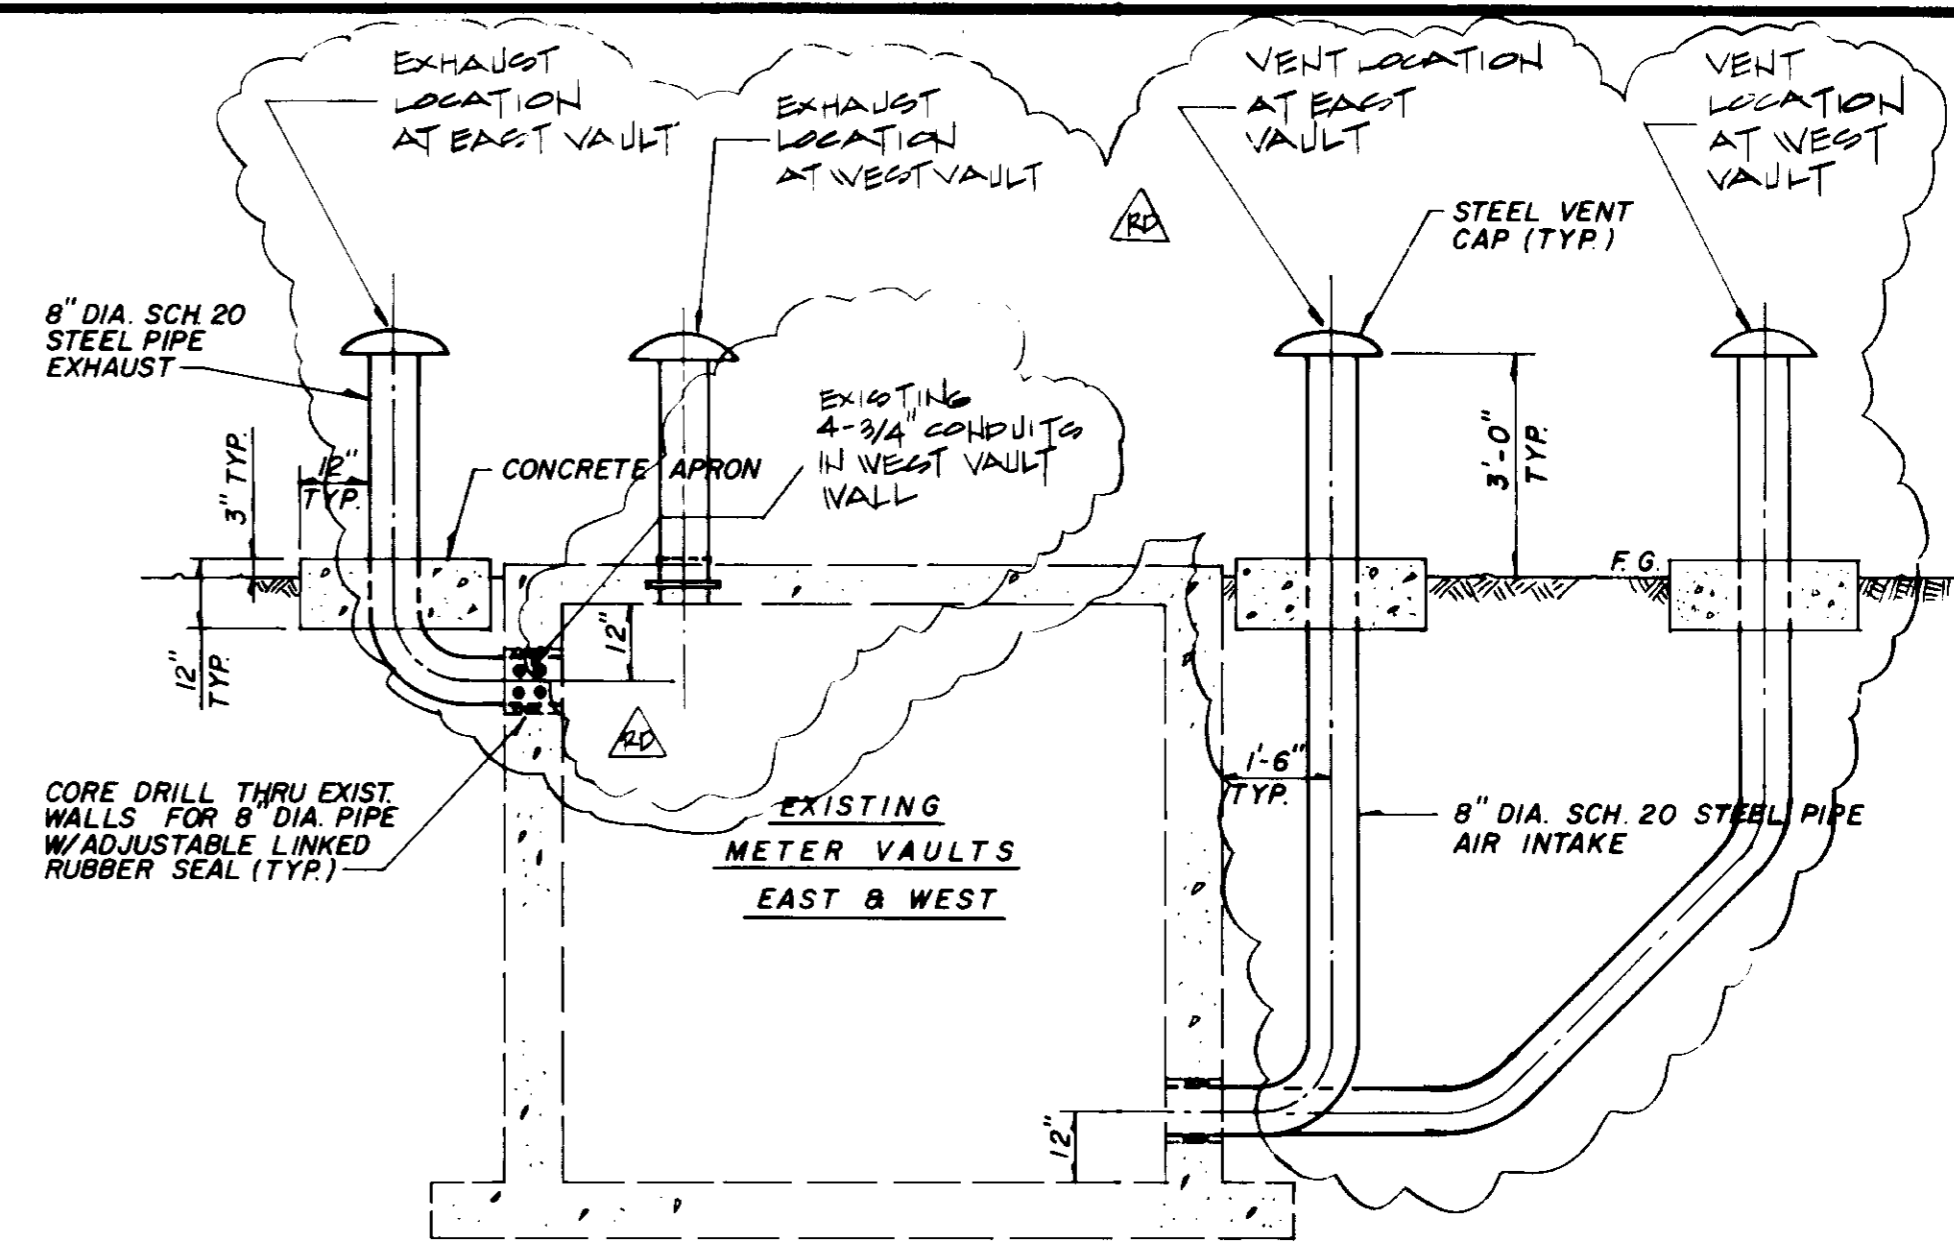 EXHAUST
LOCATION
AT EAST VAULT
EXHAUST
LOCATION
AT WEST VAULT
VENT LOCATION
AT EAST
VAULT
VENT
LOCATION
AT WEST
VAULT
RD
STEEL VENT
CAP (TYP.)
8" DIA. SCH. 20
STEEL PIPE
EXHAUST
EXISTING
4-3/4" CONDUITS
IN WEST VAULT
WALL
3" TYP.
12"
TYP.
CONCRETE APRON
3'-0"
TYP.
F. G.
12"
TYP.
12"
RD
1'-6"
TYP.
CORE DRILL THRU EXIST.
WALLS FOR 8" DIA. PIPE
W/ADJUSTABLE LINKED
RUBBER SEAL (TYP.)
EXISTING
METER VAULTS
EAST & WEST
8" DIA. SCH. 20 STEEL PIPE
AIR INTAKE
12"